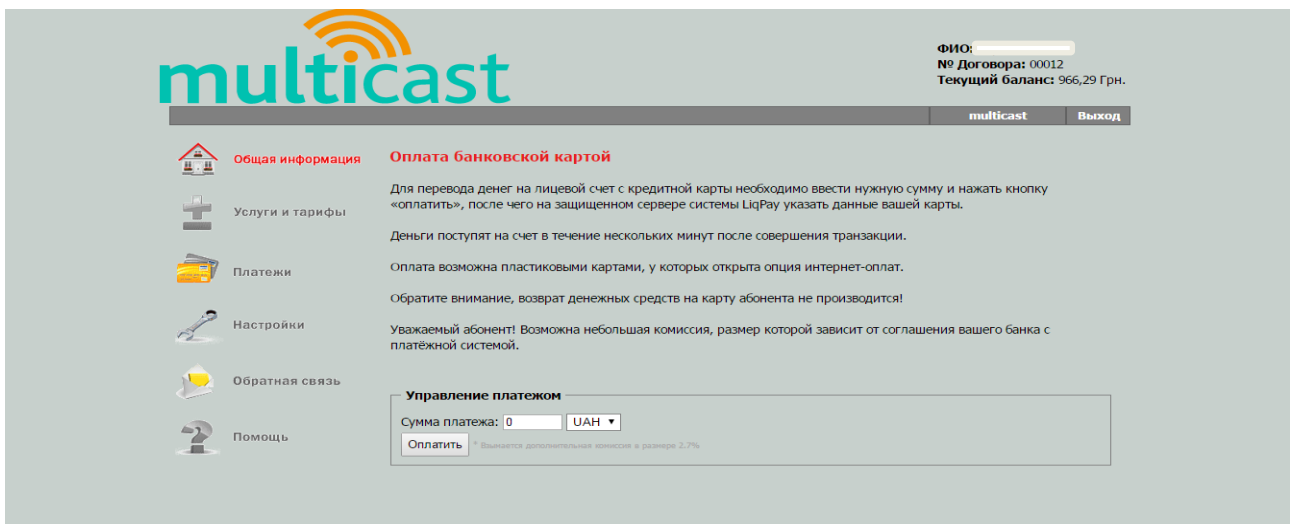 multicast
ФИО:
№ Договора: 00012
Текущий баланс: 966,29 Грн.
multicast Выход
Общая информация
Услуги и тарифы
Платежи
Настройки
Обратная связь
Помощь
Оплата банковской картой
Для перевода денег на лицевой счет с кредитной карты необходимо ввести нужную сумму и нажать кнопку
«оплатить», после чего на защищенном сервере системы LiqPay указать данные вашей карты.
Деньги поступят на счет в течение нескольких минут после совершения транзакции.
Оплата возможна пластиковыми картами, у которых открыта опция интернет-оплат.
Обратите внимание, возврат денежных средств на карту абонента не производится!
Уважаемый абонент! Возможна небольшая комиссия, размер которой зависит от соглашения вашего банка с
платёжной системой.
Управление платежом
Сумма платежа: 0 UAH
Оплатить * Взымается дополнительная комиссия в размере 2.7%